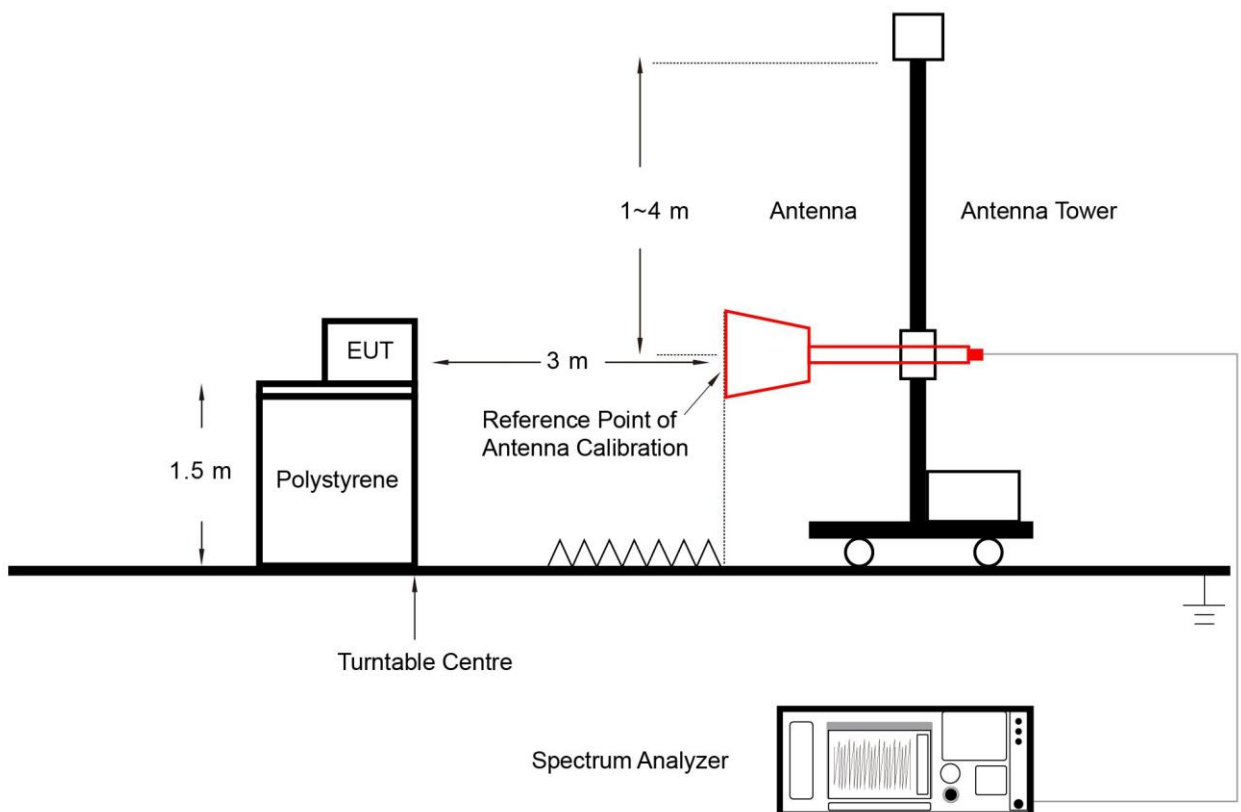 1~4 m
Antenna
Antenna Tower
EUT
3 m
Reference Point of
Antenna Calibration
1.5 m
Polystyrene
Turntable Centre
Spectrum Analyzer